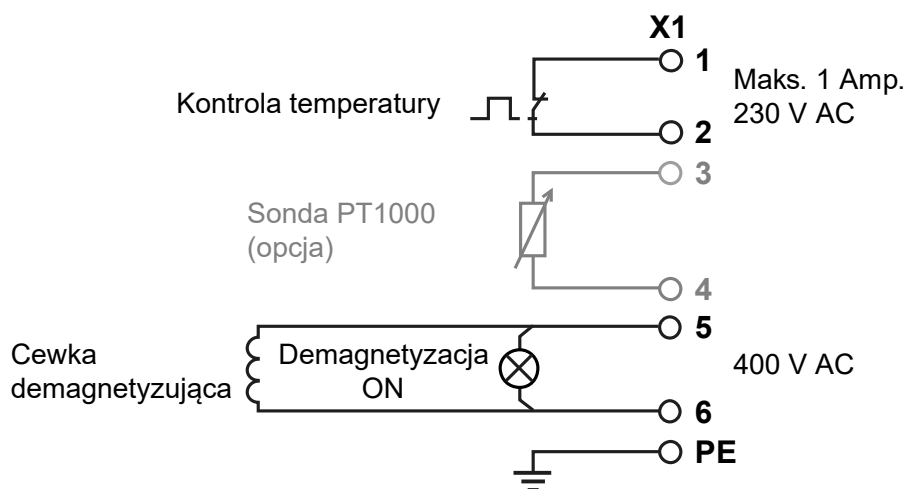 X1
1
Maks. 1 Amp.
230 V AC
Kontrola temperatury
2
3
Sonda PT1000
(opcja)
4
5
Cewka
demagnetyzująca
Demagnetyzacja
ON
400 V AC
6
PE